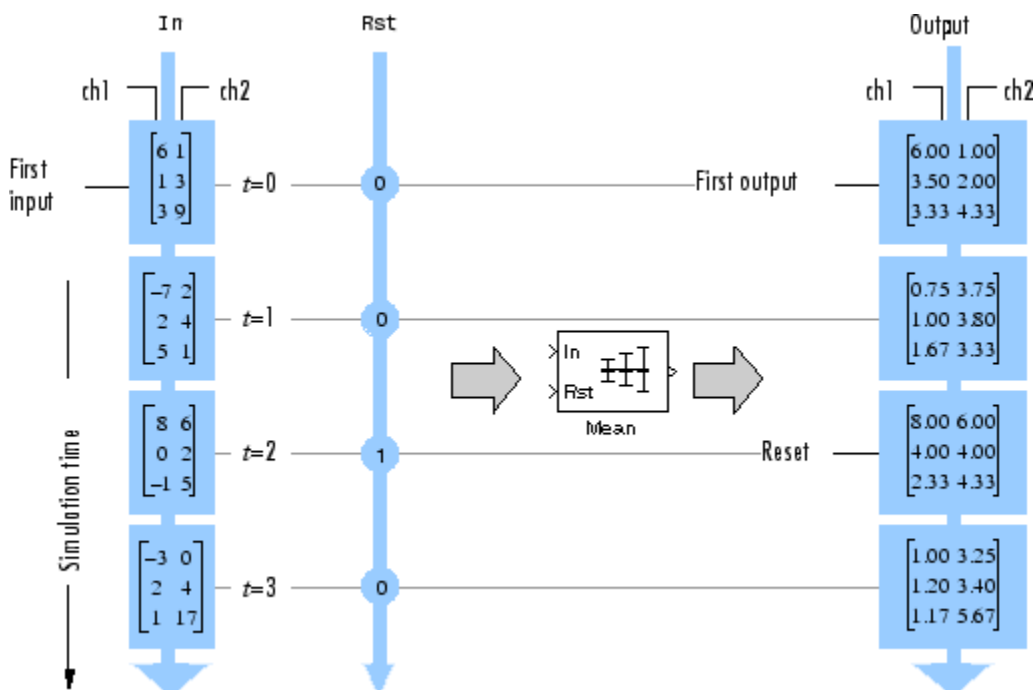 In Rst Output
ch1 ch2 ch1 ch2
First input
6 1
1 3
3 9
t=0
0
First output
6.00 1.00
3.50 2.00
3.33 4.33
-7 2
2 4
5 1
t=1
0
0.75 3.75
1.00 3.80
1.67 3.33
In
Rst
Mean
8 6
0 2
-1 5
t=2
1
Reset
8.00 6.00
4.00 4.00
2.33 4.33
-3 0
2 4
1 17
t=3
0
1.00 3.25
1.20 3.40
1.17 5.67
Simulation time